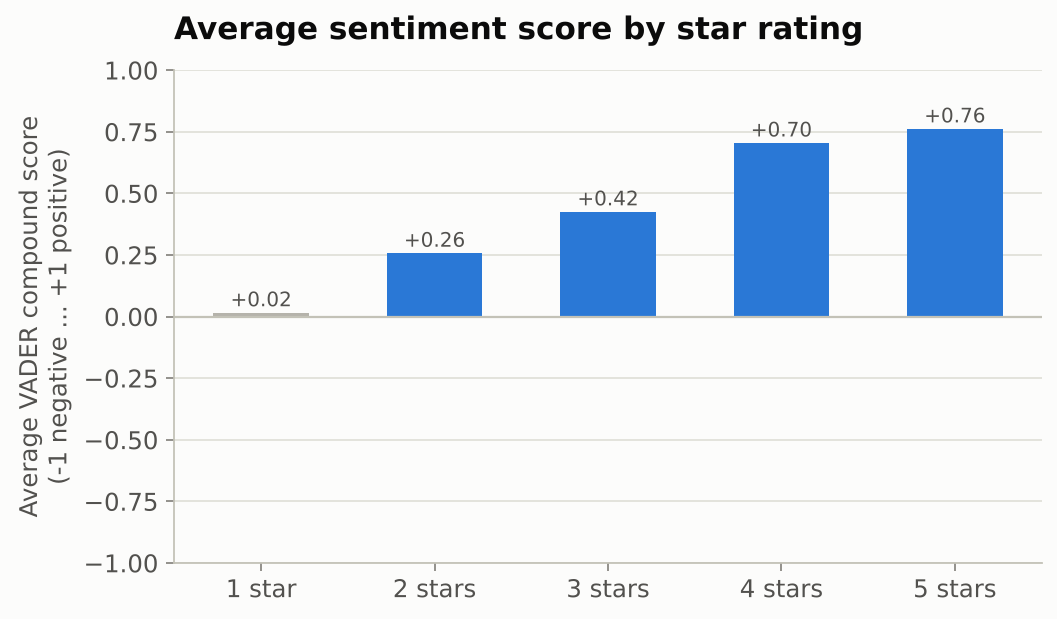 Average sentiment score by star rating
Average VADER compound score
(-1 negative ... +1 positive)
1.00
0.75
0.50
0.25
0.00
−0.25
−0.50
−0.75
−1.00
+0.02
+0.26
+0.42
+0.70
+0.76
1 star
2 stars
3 stars
4 stars
5 stars